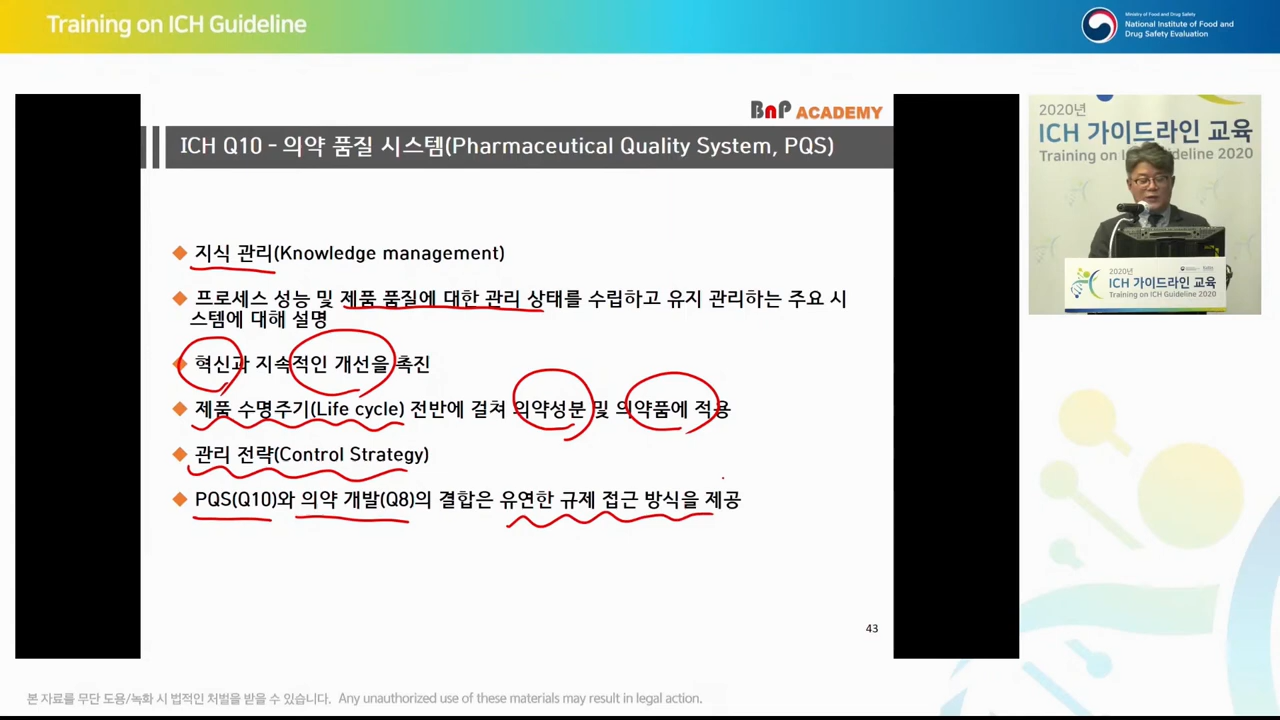 Training on ICH Guideline
Ministry of Food and Drug Safety
National Institute of Food and
Drug Safety Evaluation
BnP ACADEMY
ICH Q10 - 의약 품질 시스템(Pharmaceutical Quality System, PQS)
지식 관리(Knowledge management)
프로세스 성능 및 제품 품질에 대한 관리 상태를 수립하고 유지 관리하는 주요 시
스템에 대해 설명
혁신과 지속적인 개선을 촉진
제품 수명주기(Life cycle) 전반에 걸쳐 의약성분 및 의약품에 적용
관리 전략(Control Strategy)
PQS(Q10)와 의약 개발(Q8)의 결합은 유연한 규제 접근 방식을 제공
43
2020년
ICH 가이드라인 교육
Training on Guideline 2020
2020년
ICH 가이드라인 교육
Training on ICH Guideline 2020
본 자료를 무단 도용/녹화 시 법적인 처벌을 받을 수 있습니다. Any unauthorized use of these materials may result in legal action.